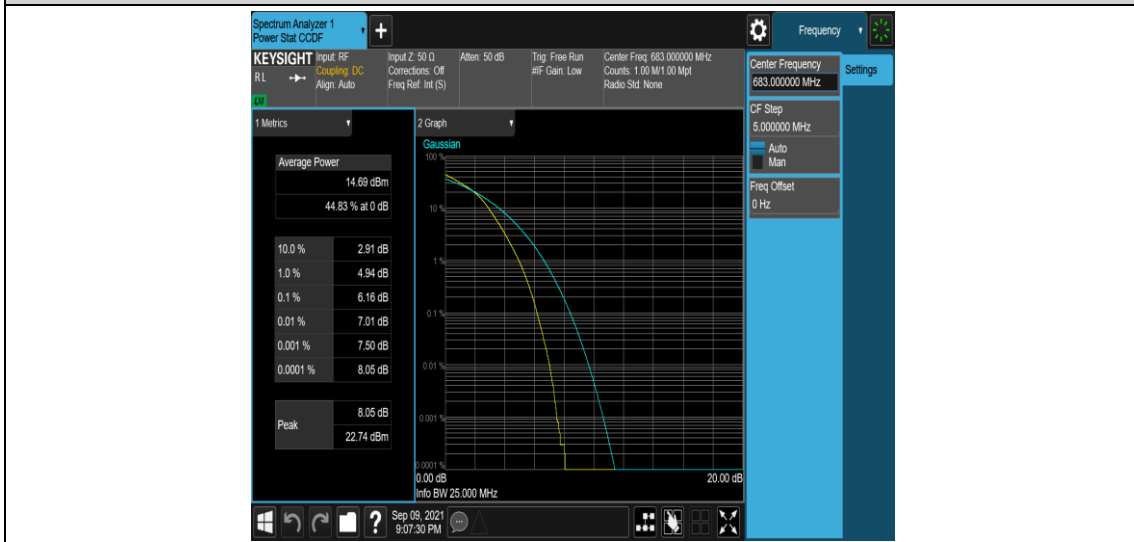 Spectrum Analyzer 1
Power Stat CCDF
+
Frequency
KEYSIGHT
Input: RF
Coupling: DC
Align: Auto
RL
LXI
Input Z: 50 Ω
Corrections: Off
Freq Ref: Int (S)
Atten: 50 dB
Trig: Free Run
#IF Gain: Low
Center Freq: 683.000000 MHz
Counts: 1.00 M/1.00 Mpt
Radio Std: None
Center Frequency
683.000000 MHz
Settings
CF Step
5.000000 MHz
Auto
Man
Freq Offset
0 Hz
1 Metrics
Average Power
14.69 dBm
44.83 % at 0 dB
10.0 % 2.91 dB
1.0 % 4.94 dB
0.1 % 6.16 dB
0.01 % 7.01 dB
0.001 % 7.50 dB
0.0001 % 8.05 dB
Peak
8.05 dB
22.74 dBm
2 Graph
Gaussian
100 %
10 %
1 %
0.1 %
0.01 %
0.001 %
0.0001 %
0.00 dB
20.00 dB
Info BW 25.000 MHz
?
Sep 09, 2021
9:07:30 PM